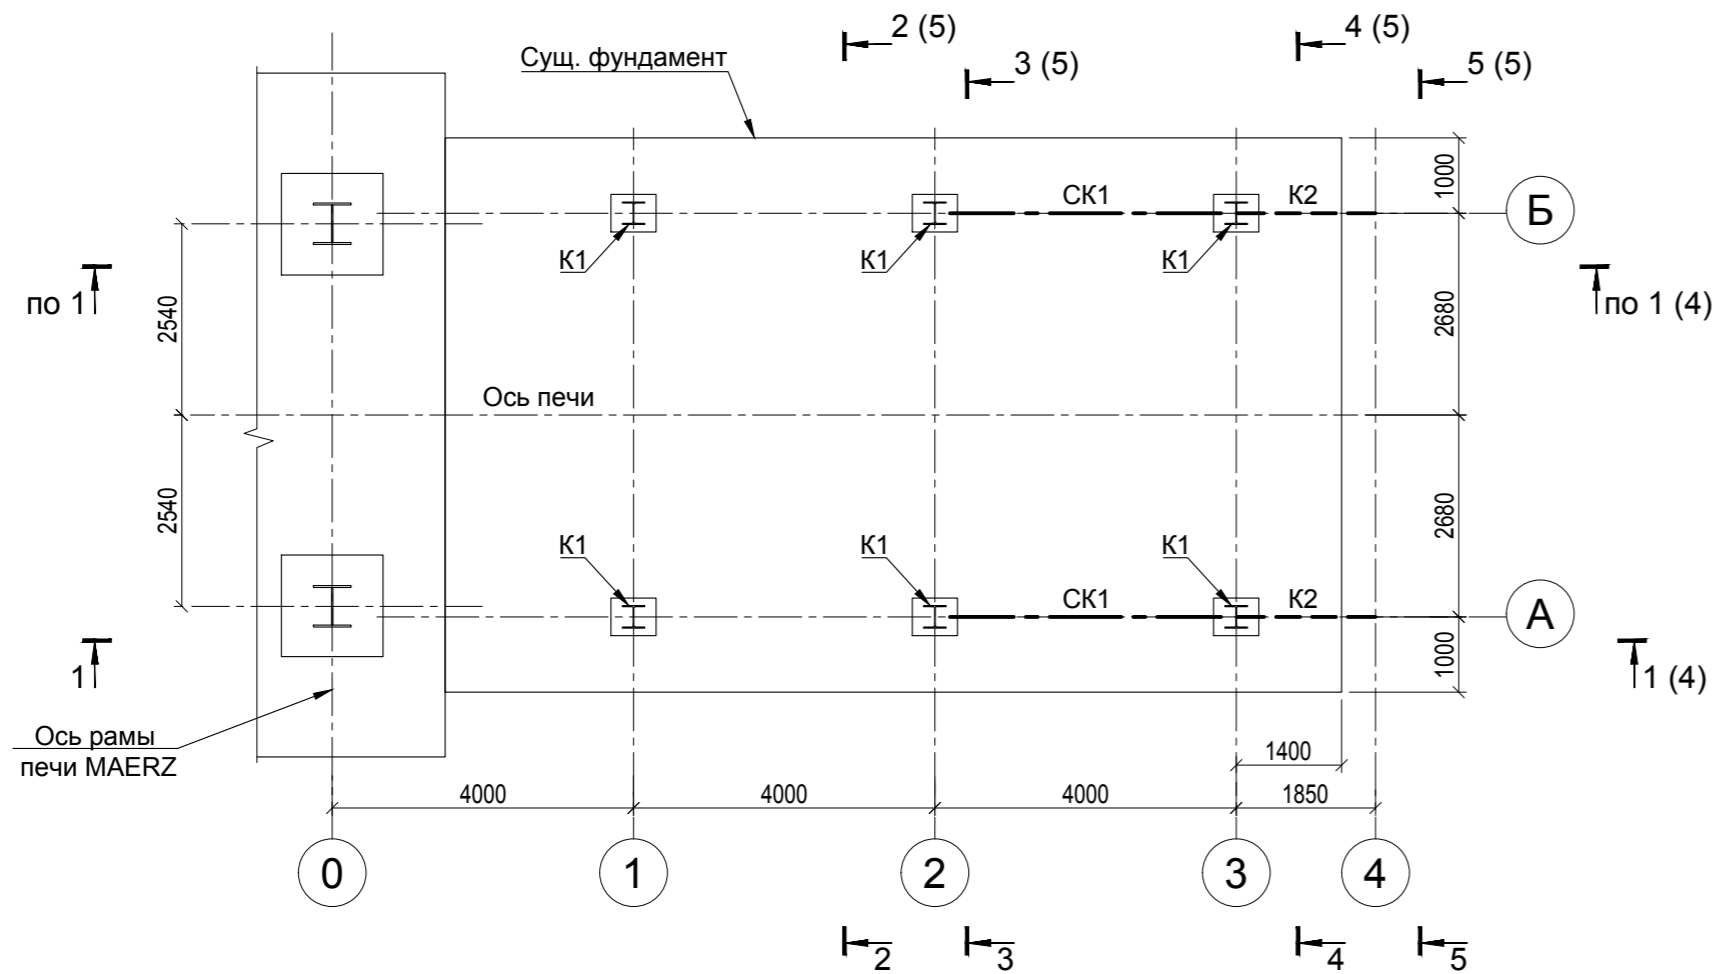 2 (5)
4 (5)
Сущ. фундамент
3 (5)
5 (5)
1000
СК1
К2
Б
К1
К1
К1
по 1
по 1 (4)
2540
2680
Ось печи
2540
2680
К1
К1
К1
СК1
К2
А
1
1000
1 (4)
Ось рамы
печи MAERZ
1400
4000
4000
4000
1850
0
1
2
3
4
2
3
4
5